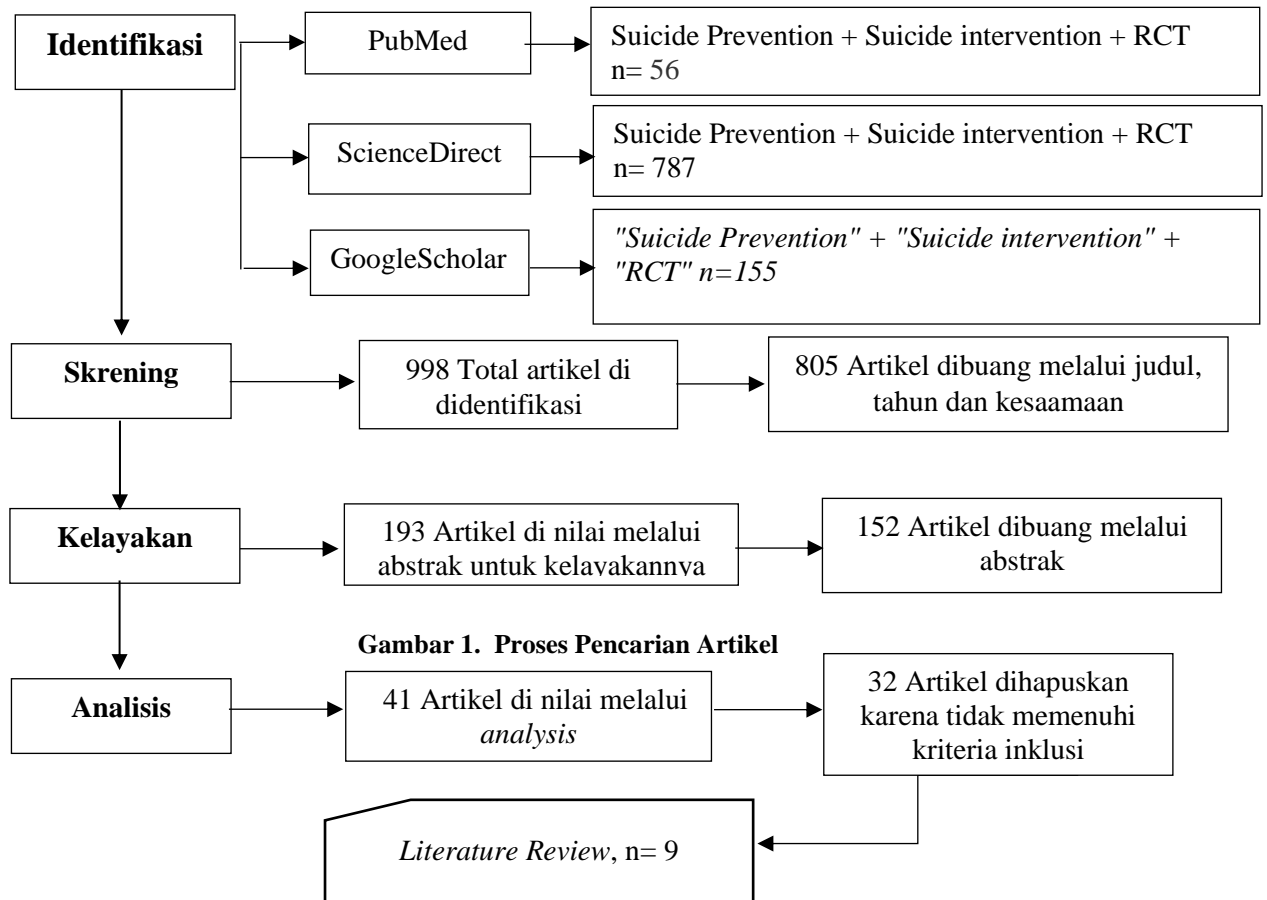 Identifikasi
PubMed
Suicide Prevention + Suicide intervention + RCT
n= 56
ScienceDirect
Suicide Prevention + Suicide intervention + RCT
n= 787
GoogleScholar
"Suicide Prevention" + "Suicide intervention" +
"RCT" n=155
Skrening
998 Total artikel di
didentifikasi
805 Artikel dibuang melalui judul,
tahun dan kesaamaan
Kelayakan
193 Artikel di nilai melalui
abstrak untuk kelayakannya
152 Artikel dibuang melalui
abstrak
Gambar 1. Proses Pencarian Artikel
Analisis
41 Artikel di nilai melalui
analysis
32 Artikel dihapuskan
karena tidak memenuhi
kriteria inklusi
Literature Review, n= 9